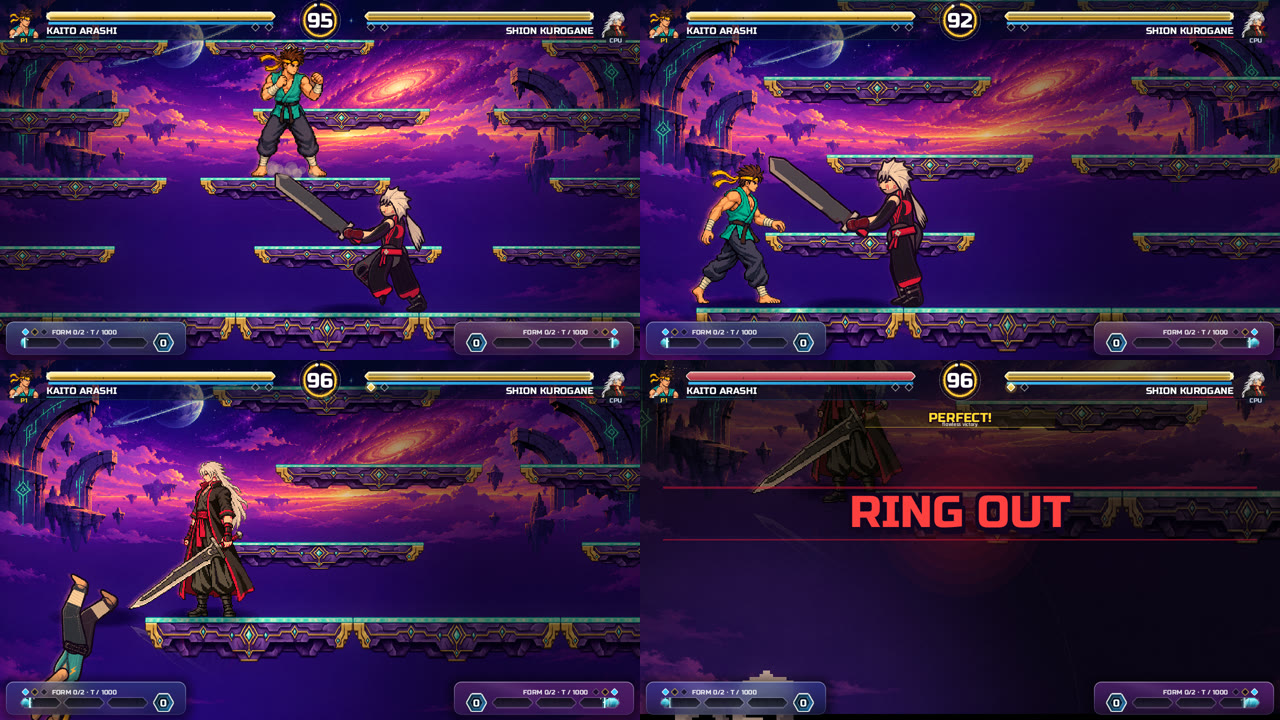 95
KAITO ARASHI
SHION KUROGANE
P1
CPU
FORM 0/2 · T / 1000
0
FORM 0/2 · T / 1000
0
92
KAITO ARASHI
SHION KUROGANE
P1
CPU
FORM 0/2 · T / 1000
0
FORM 0/2 · T / 1000
0
96
KAITO ARASHI
SHION KUROGANE
P1
CPU
FORM 0/2 · T / 1000
0
FORM 0/2 · T / 1000
0
96
KAITO ARASHI
SHION KUROGANE
P1
CPU
PERFECT!
flawless victory
RING OUT
FORM 0/2 · T / 1000
0
FORM 0/2 · T / 1000
0